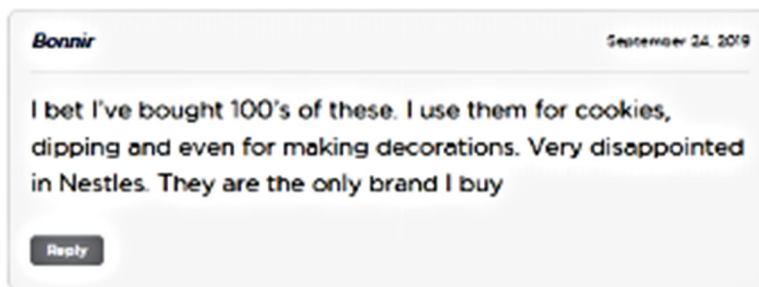 Bonnir
September 24, 2019
I bet I've bought 100's of these. I use them for cookies,
dipping and even for making decorations. Very disappointed
in Nestles. They are the only brand I buy
Reply